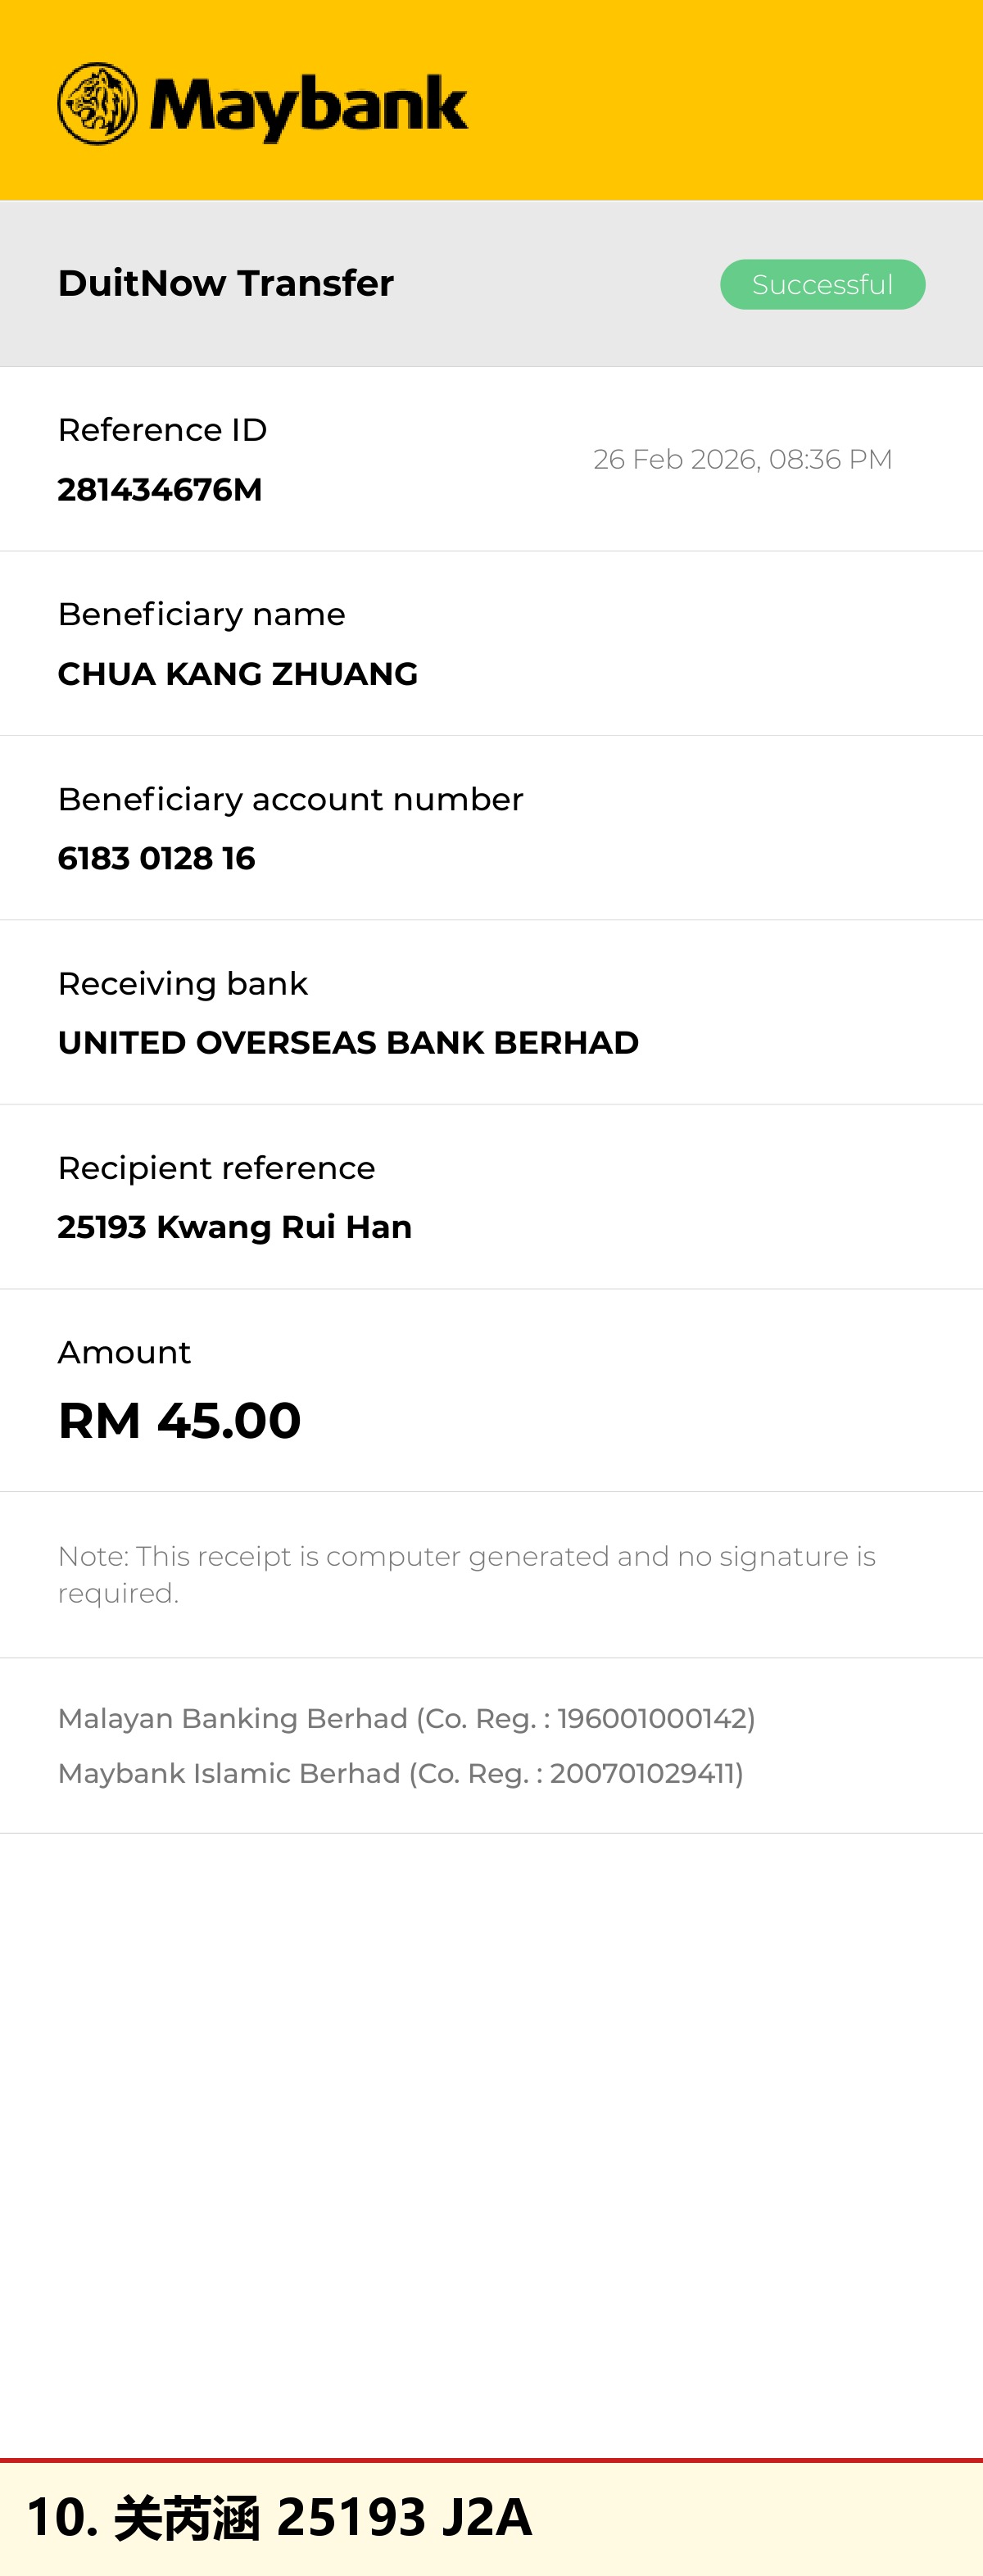 Maybank
DuitNow Transfer
Successful
Reference ID
281434676M
26 Feb 2026, 08:36 PM
Beneficiary name
CHUA KANG ZHUANG
Beneficiary account number
6183 0128 16
Receiving bank
UNITED OVERSEAS BANK BERHAD
Recipient reference
25193 Kwang Rui Han
Amount
RM 45.00
Note: This receipt is computer generated and no signature is
required.
Malayan Banking Berhad (Co. Reg. : 196001000142)
Maybank Islamic Berhad (Co. Reg. : 200701029411)
10. 关芮涵 25193 J2A